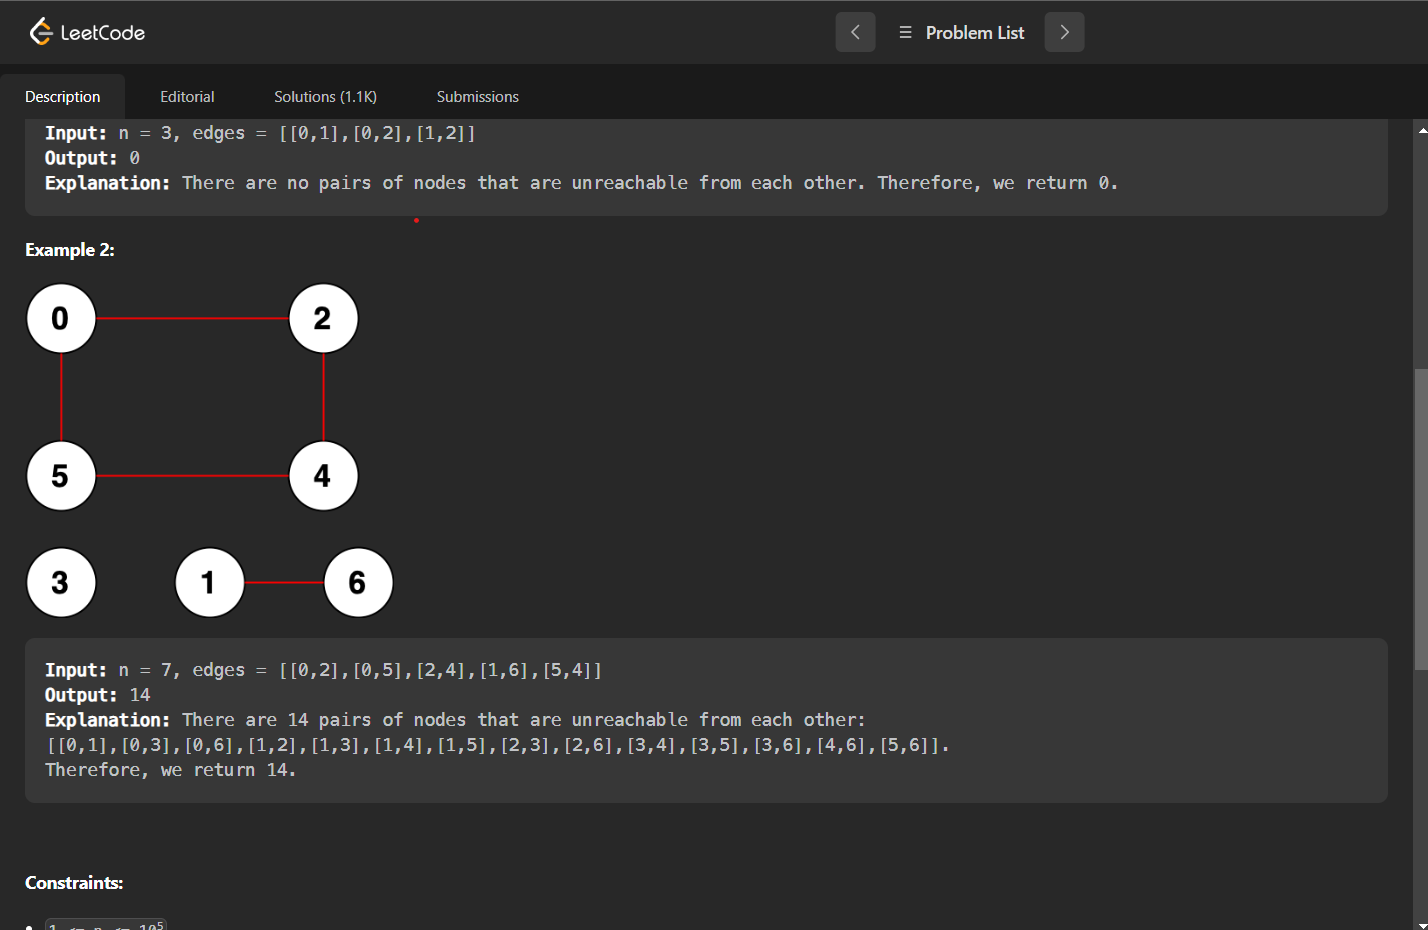 LeetCode
Problem List
Description Editorial Solutions (1.1K) Submissions
Input: n = 3, edges = [[0,1],[0,2],[1,2]]
Output: 0
Explanation: There are no pairs of nodes that are unreachable from each other. Therefore, we return 0.
Example 2:
0 2
5 4
3 1 6
Input: n = 7, edges = [[0,2],[0,5],[2,4],[1,6],[5,4]]
Output: 14
Explanation: There are 14 pairs of nodes that are unreachable from each other:
[[0,1],[0,3],[0,6],[1,2],[1,3],[1,4],[1,5],[2,3],[2,6],[3,4],[3,5],[3,6],[4,6],[5,6]].
Therefore, we return 14.
Constraints:
1 <= n <= 10⁵